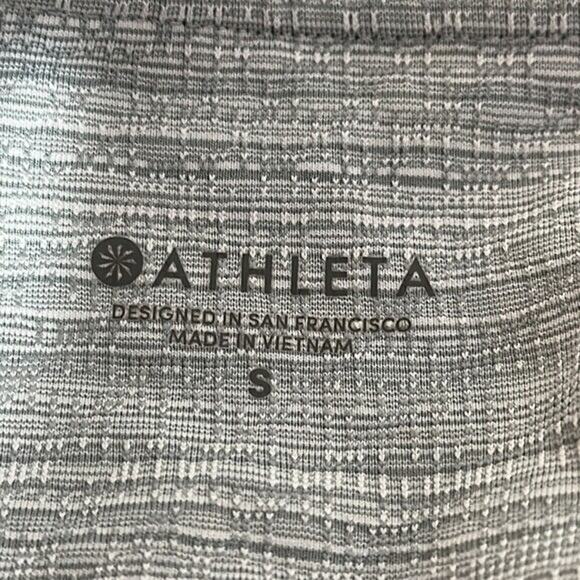 ATHLETA
DESIGNED IN SAN FRANCISCO
MADE IN VIETNAM
S